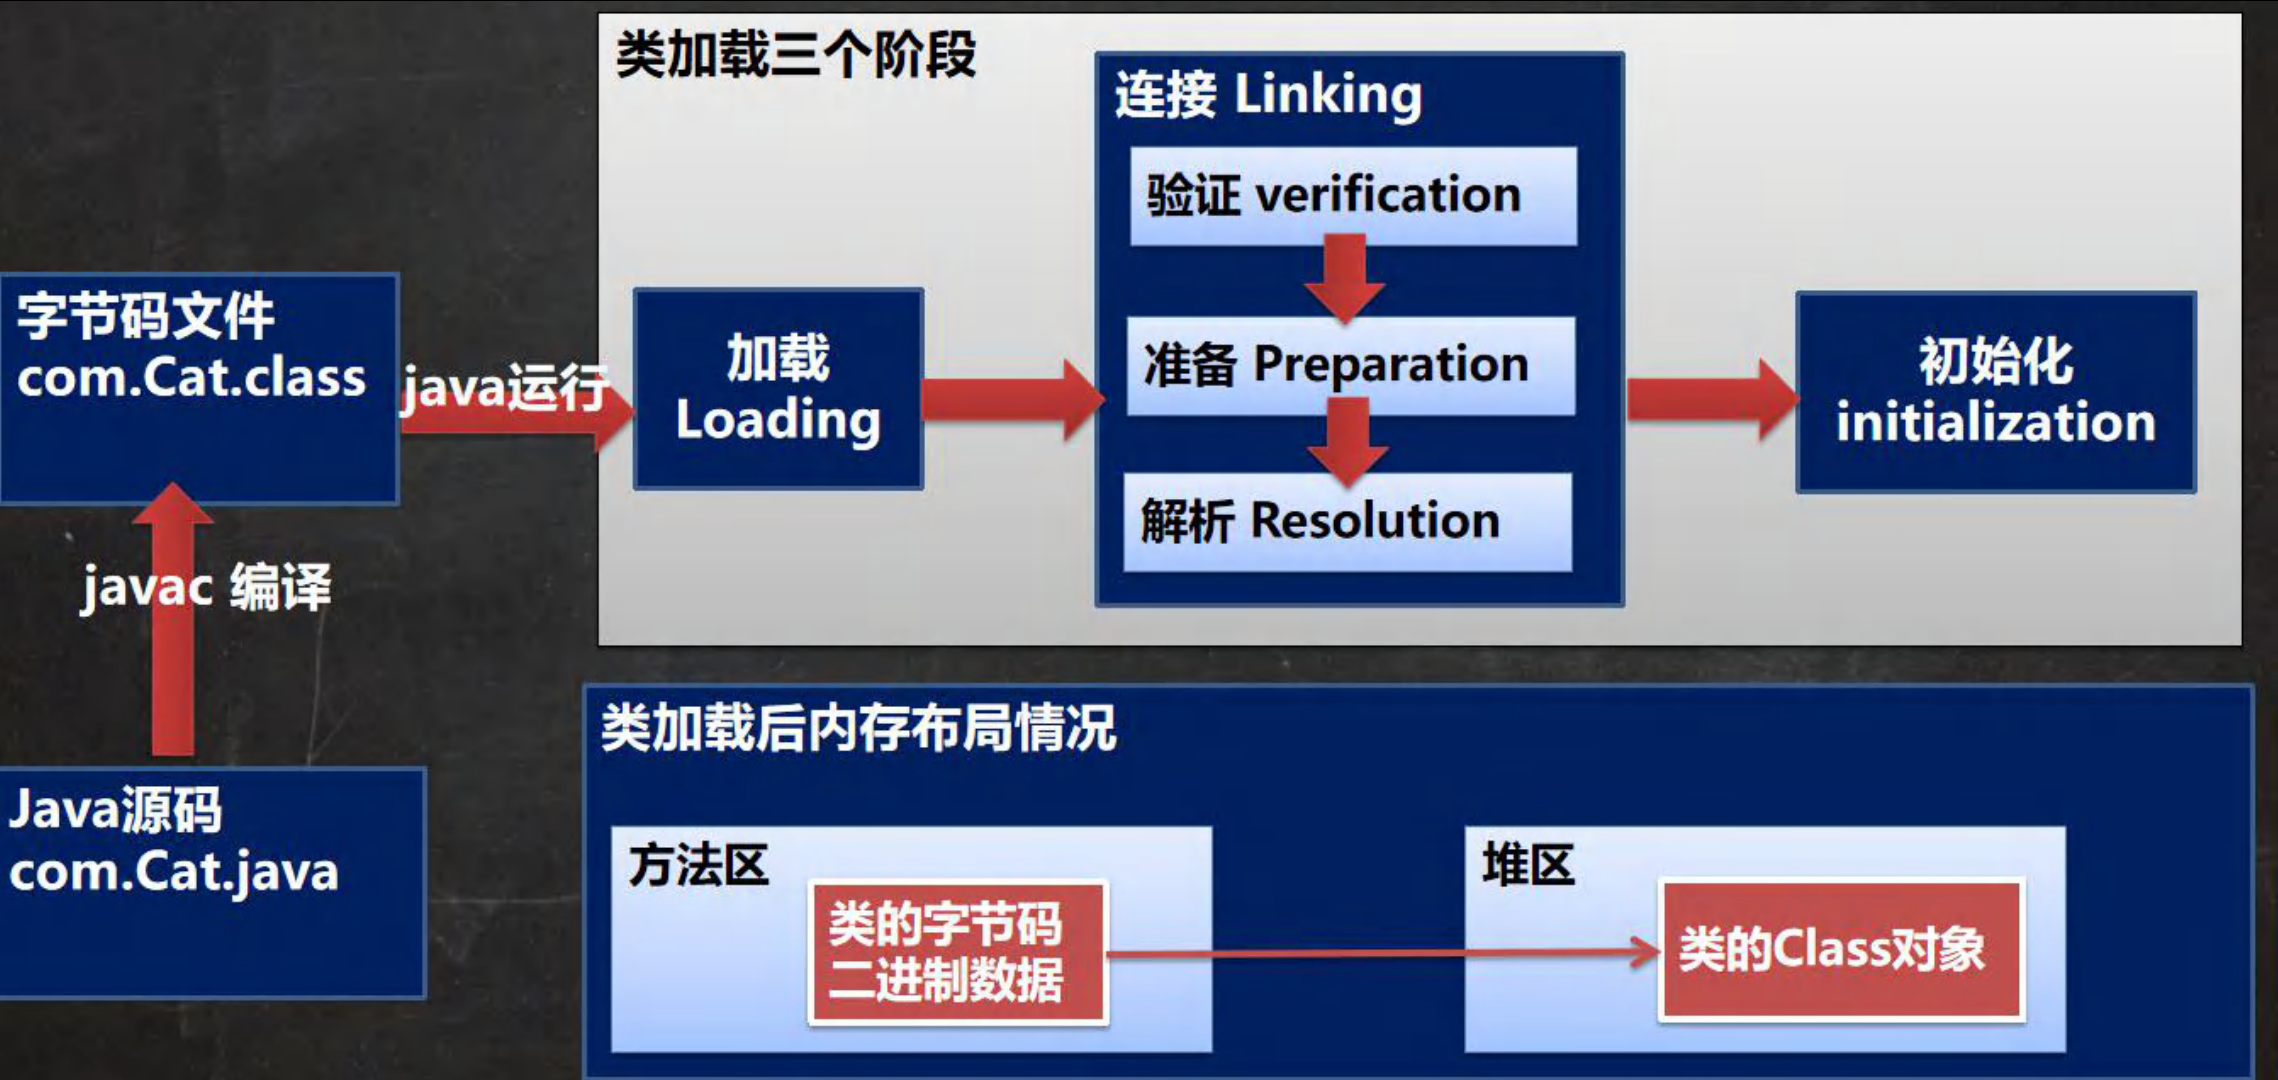 类加载三个阶段
连接 Linking
验证 verification
准备 Preparation
解析 Resolution
字节码文件
com.Cat.class
java运行
加载
Loading
初始化
initialization
javac 编译
Java源码
com.Cat.java
类加载后内存布局情况
方法区
类的字节码
二进制数据
堆区
类的Class对象